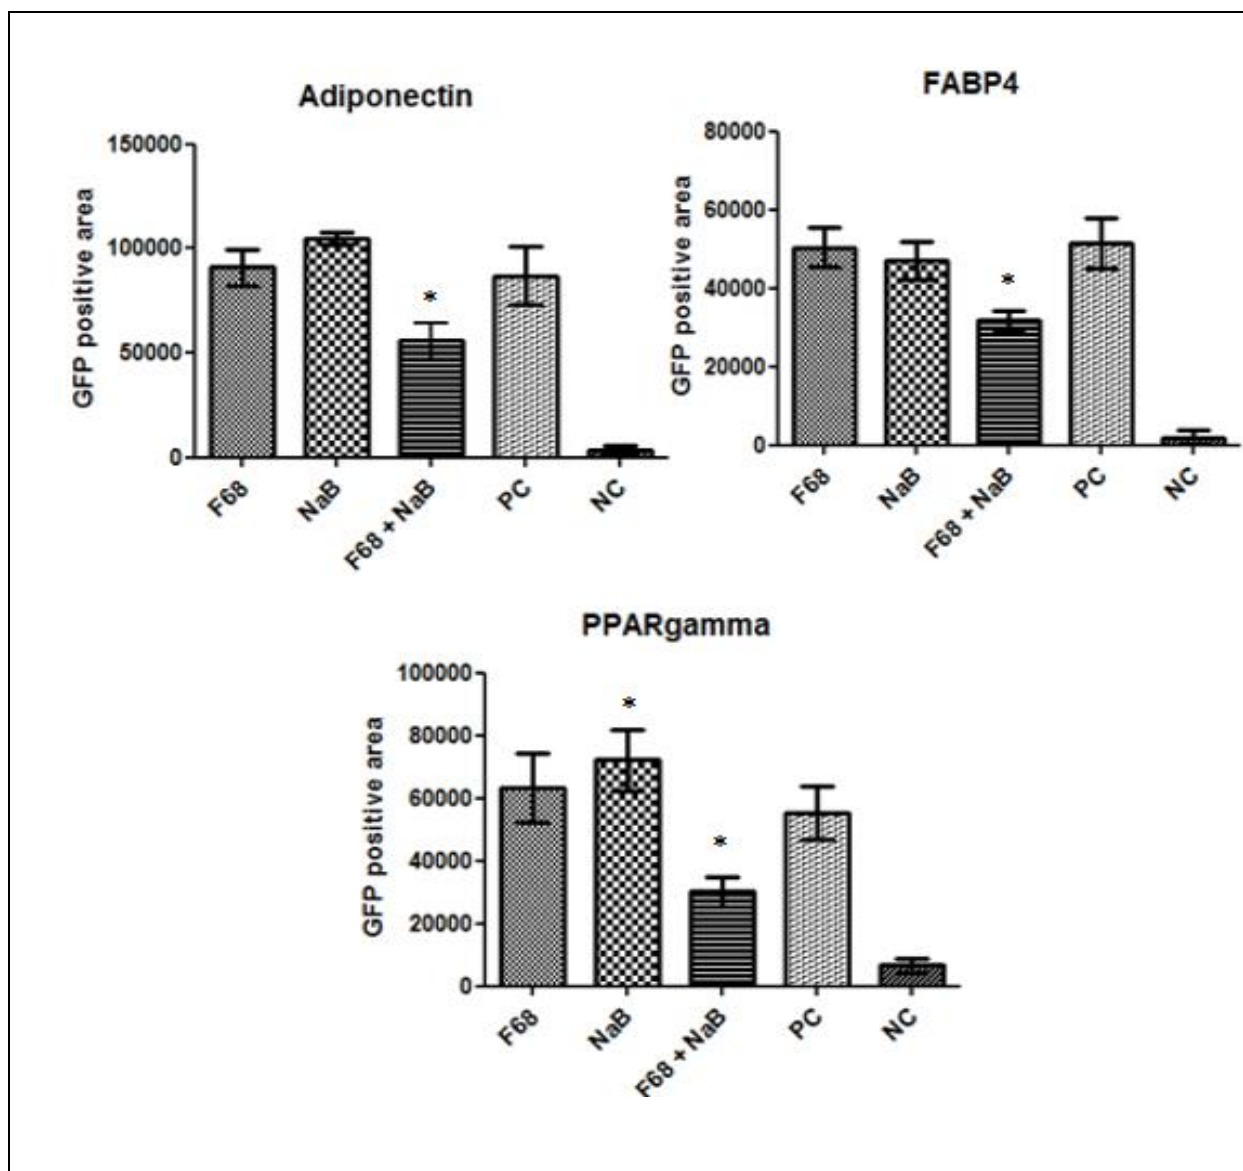 Adiponectin
GFP positive area
150000
100000
50000
0
F68
NaB
*
F68 + NaB
PC
NC
FABP4
GFP positive area
80000
60000
40000
20000
0
F68
NaB
*
F68 + NaB
PC
NC
PPARgamma
GFP positive area
100000
80000
60000
40000
20000
0
F68
*
NaB
*
F68 + NaB
PC
NC